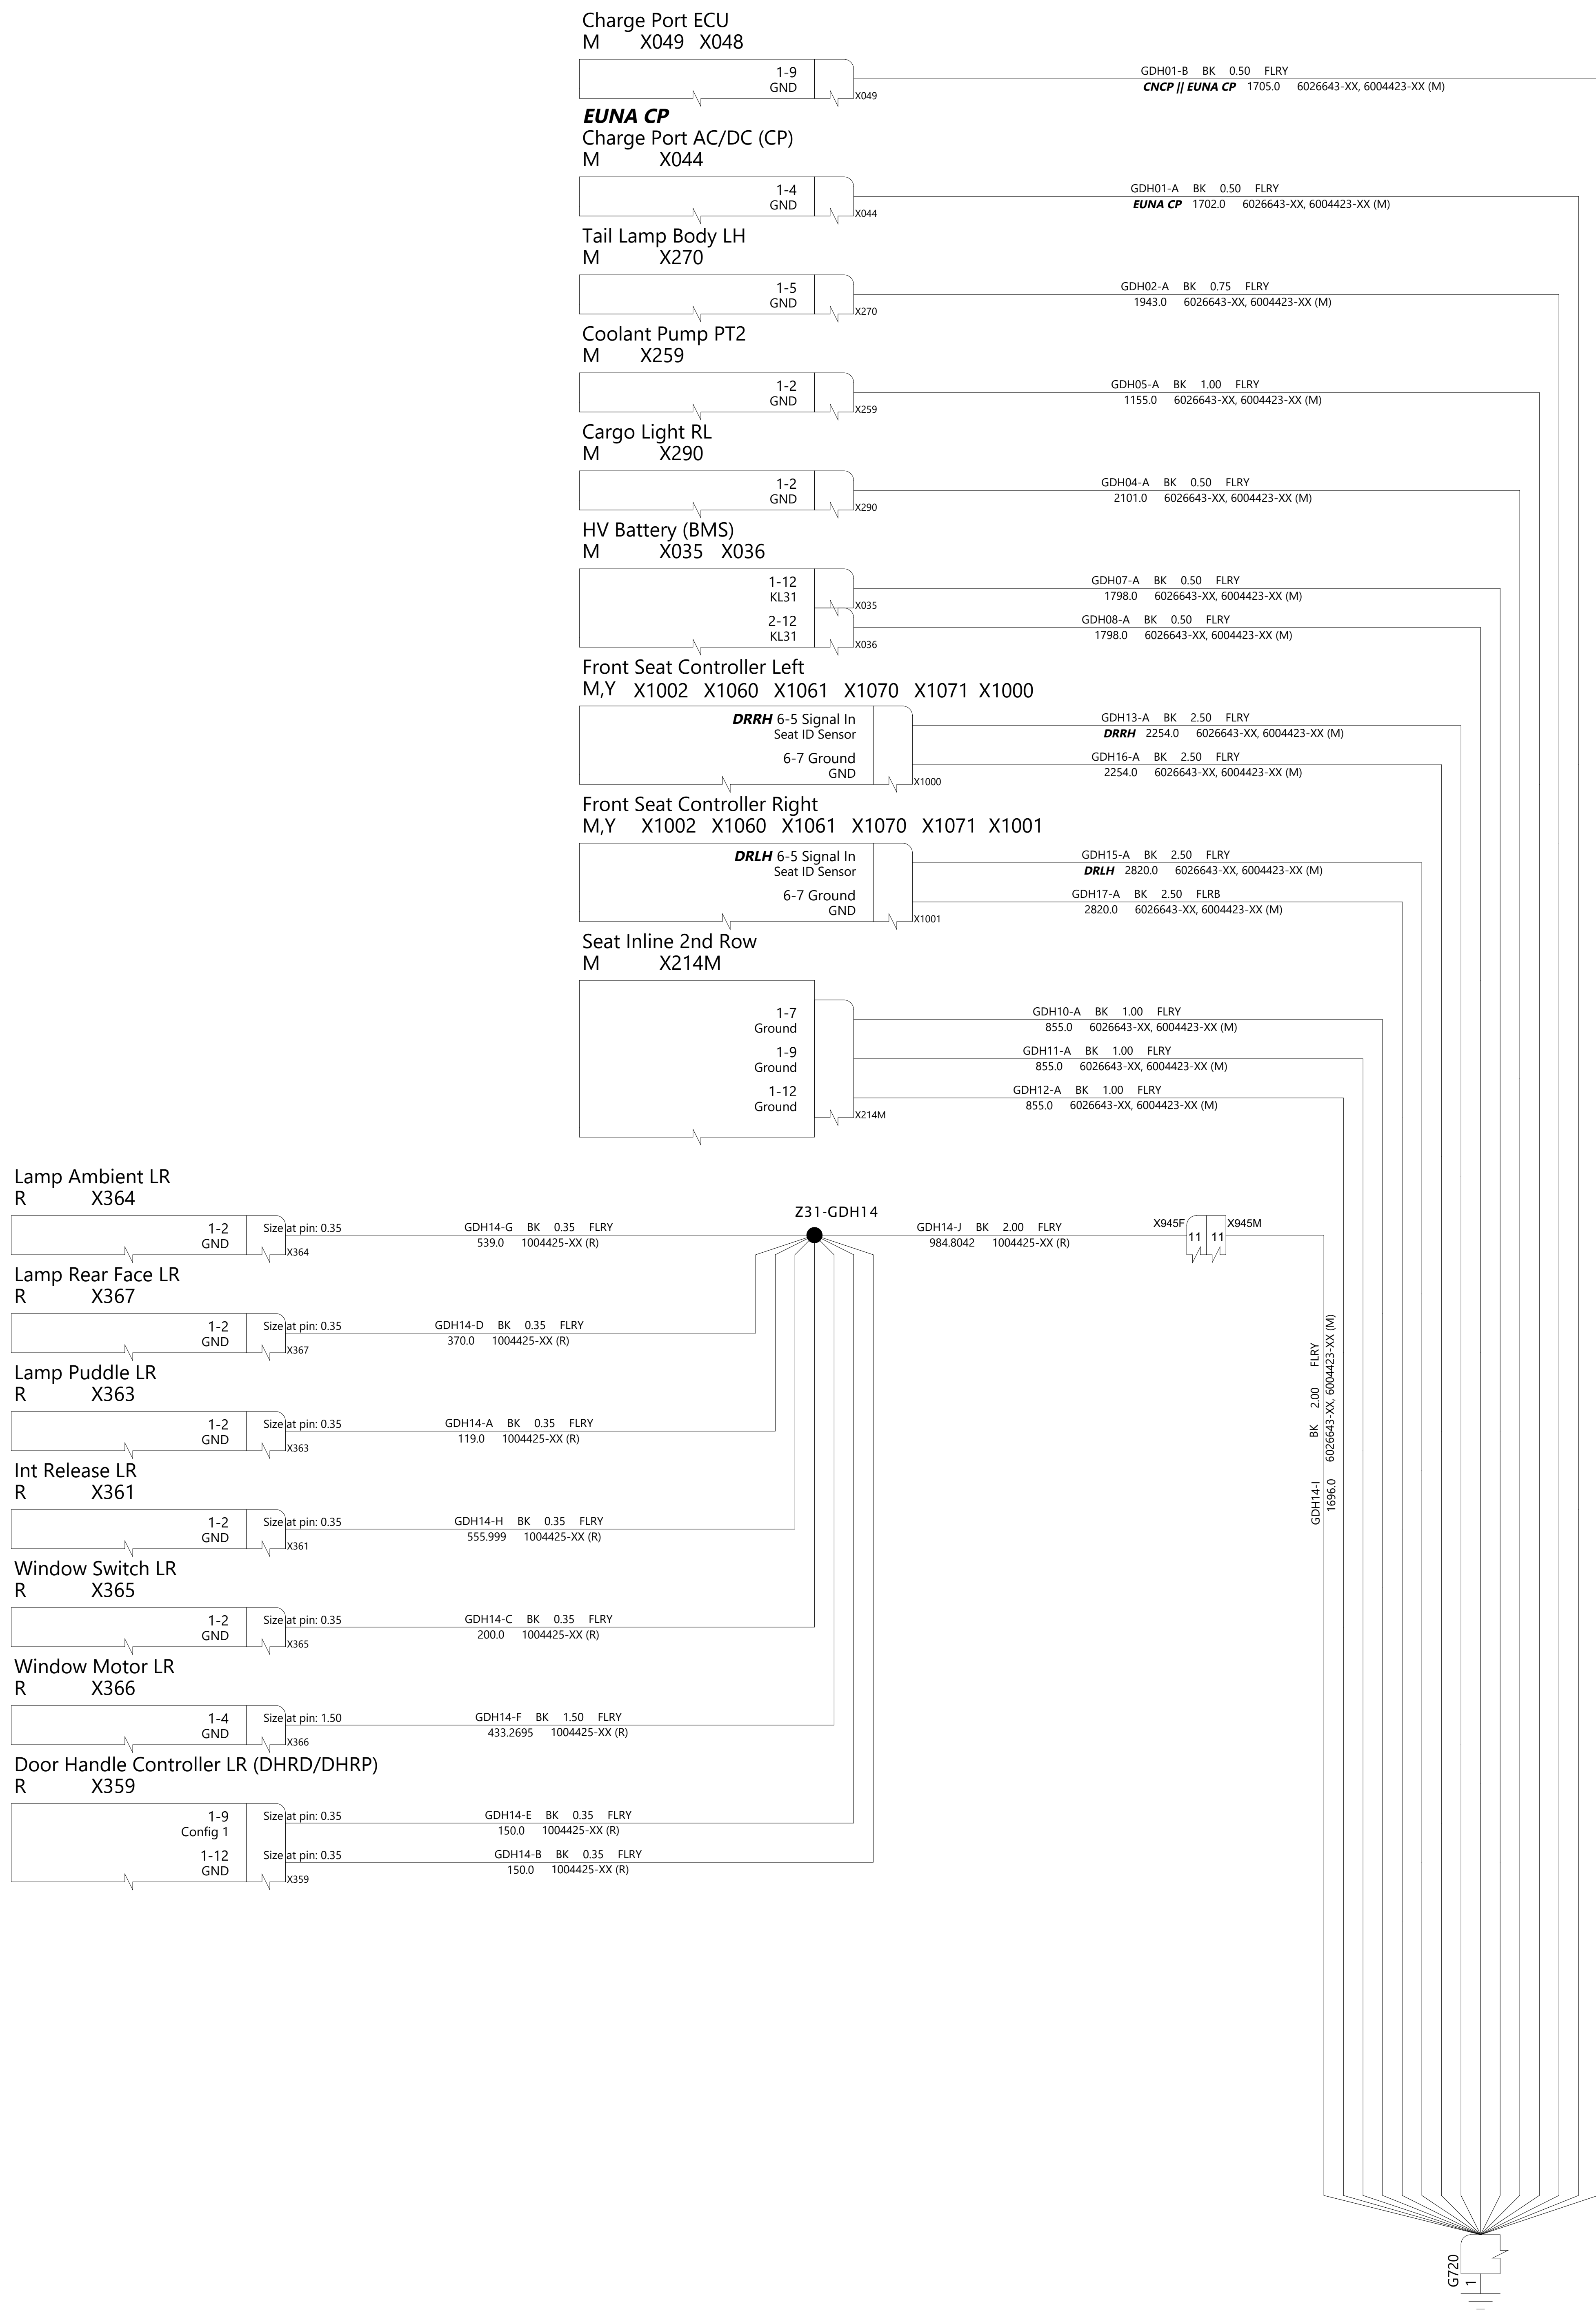 Charge Port ECU
M X049 X048
1-9
GND
X049
GDH01-B BK 0.50 FLRY
CNCP || EUNA CP 1705.0 6026643-XX, 6004423-XX (M)
EUNA CP
Charge Port AC/DC (CP)
M X044
1-4
GND
X044
GDH01-A BK 0.50 FLRY
EUNA CP 1702.0 6026643-XX, 6004423-XX (M)
Tail Lamp Body LH
M X270
1-5
GND
X270
GDH02-A BK 0.75 FLRY
1943.0 6026643-XX, 6004423-XX (M)
Coolant Pump PT2
M X259
1-2
GND
X259
GDH05-A BK 1.00 FLRY
1155.0 6026643-XX, 6004423-XX (M)
Cargo Light RL
M X290
1-2
GND
X290
GDH04-A BK 0.50 FLRY
2101.0 6026643-XX, 6004423-XX (M)
HV Battery (BMS)
M X035 X036
1-12
KL31
X035
GDH07-A BK 0.50 FLRY
1798.0 6026643-XX, 6004423-XX (M)
2-12
KL31
X036
GDH08-A BK 0.50 FLRY
1798.0 6026643-XX, 6004423-XX (M)
Front Seat Controller Left
M,Y X1002 X1060 X1061 X1070 X1071 X1000
DRRH 6-5 Signal In
Seat ID Sensor
GDH13-A BK 2.50 FLRY
DRRH 2254.0 6026643-XX, 6004423-XX (M)
6-7 Ground
GND
X1000
GDH16-A BK 2.50 FLRY
2254.0 6026643-XX, 6004423-XX (M)
Front Seat Controller Right
M,Y X1002 X1060 X1061 X1070 X1071 X1001
DRLH 6-5 Signal In
Seat ID Sensor
GDH15-A BK 2.50 FLRY
DRLH 2820.0 6026643-XX, 6004423-XX (M)
6-7 Ground
GND
X1001
GDH17-A BK 2.50 FLRB
2820.0 6026643-XX, 6004423-XX (M)
Seat Inline 2nd Row
M X214M
1-7
Ground
GDH10-A BK 1.00 FLRY
855.0 6026643-XX, 6004423-XX (M)
1-9
Ground
GDH11-A BK 1.00 FLRY
855.0 6026643-XX, 6004423-XX (M)
1-12
Ground
X214M
GDH12-A BK 1.00 FLRY
855.0 6026643-XX, 6004423-XX (M)
Lamp Ambient LR
R X364
1-2
GND
Size at pin: 0.35
X364
GDH14-G BK 0.35 FLRY
539.0 1004425-XX (R)
Z31-GDH14
GDH14-J BK 2.00 FLRY
984.8042 1004425-XX (R)
X945F 11 11 X945M
GDH14-I BK 2.00 FLRY
1696.0 6026643-XX, 6004423-XX (M)
Lamp Rear Face LR
R X367
1-2
GND
Size at pin: 0.35
X367
GDH14-D BK 0.35 FLRY
370.0 1004425-XX (R)
Lamp Puddle LR
R X363
1-2
GND
Size at pin: 0.35
X363
GDH14-A BK 0.35 FLRY
119.0 1004425-XX (R)
Int Release LR
R X361
1-2
GND
Size at pin: 0.35
X361
GDH14-H BK 0.35 FLRY
555.999 1004425-XX (R)
Window Switch LR
R X365
1-2
GND
Size at pin: 0.35
X365
GDH14-C BK 0.35 FLRY
200.0 1004425-XX (R)
Window Motor LR
R X366
1-4
GND
Size at pin: 1.50
X366
GDH14-F BK 1.50 FLRY
433.2695 1004425-XX (R)
Door Handle Controller LR (DHRD/DHRP)
R X359
1-9
Config 1
Size at pin: 0.35
GDH14-E BK 0.35 FLRY
150.0 1004425-XX (R)
1-12
GND
Size at pin: 0.35
X359
GDH14-B BK 0.35 FLRY
150.0 1004425-XX (R)
G720
1